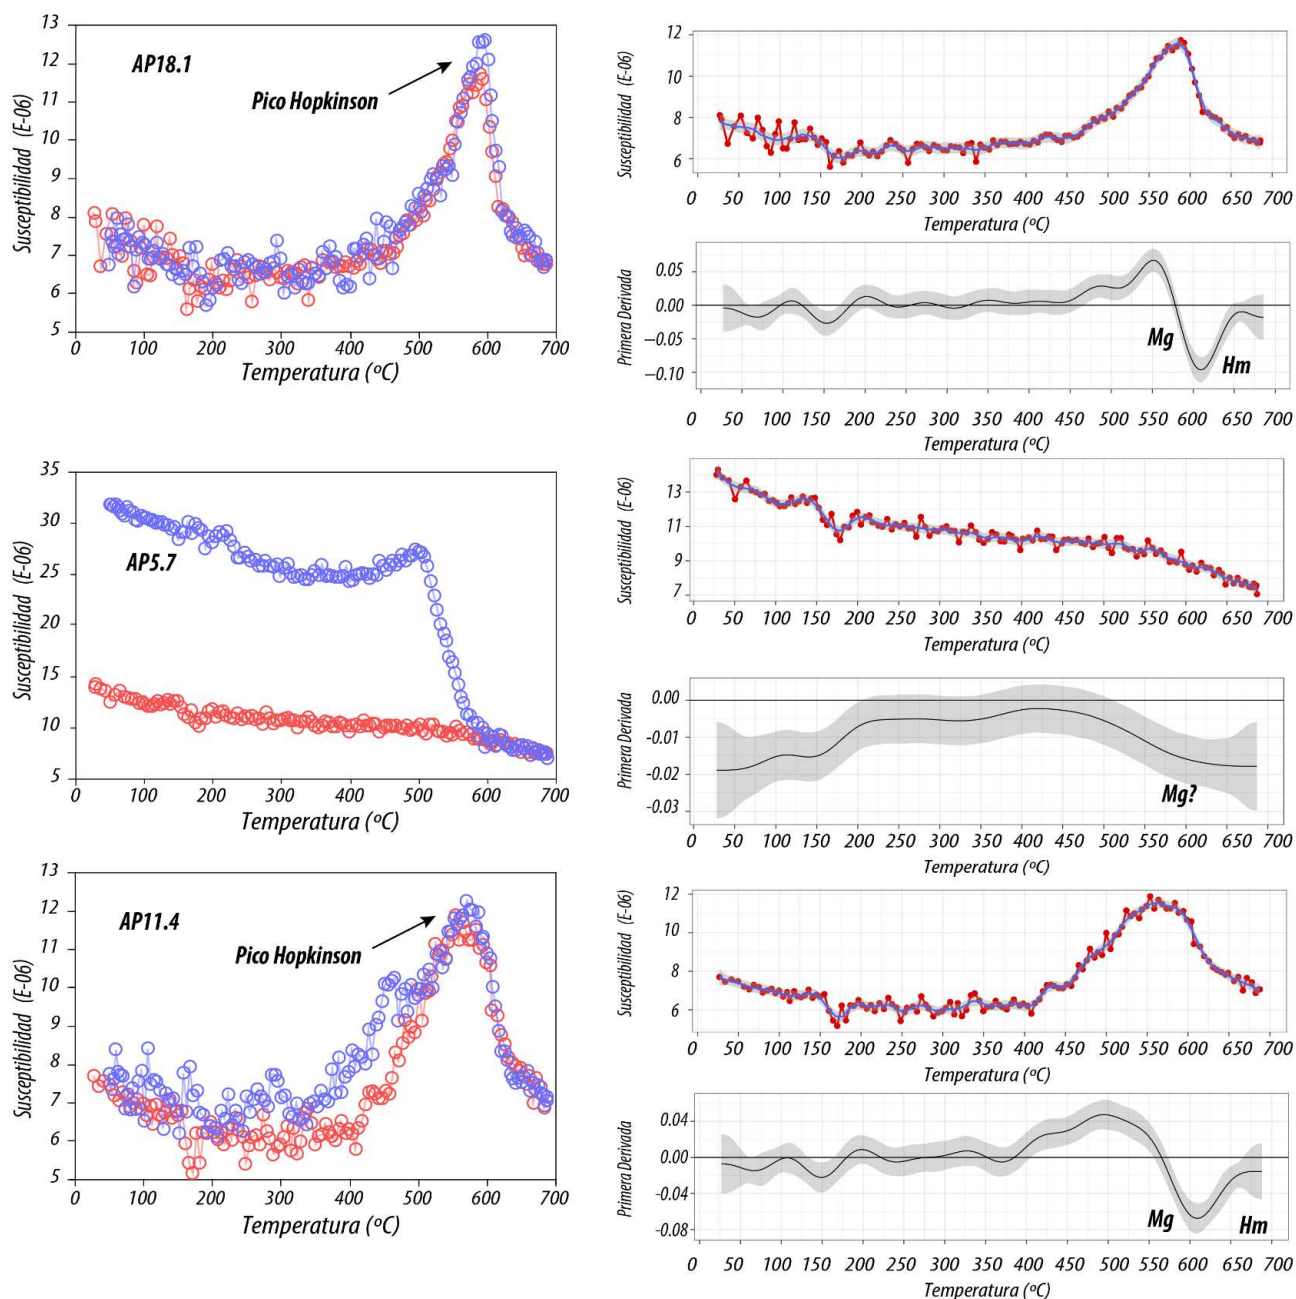 13
12
11
10
9
8
7
6
5
AP18.1
Pico Hopkinson
Susceptibilidad (E-06)
0 100 200 300 400 500 600 700
Temperatura (ºC)
12
10
8
6
Susceptibilidad (E-06)
0 50 100 150 200 250 300 350 400 450 500 550 600 650 700
Temperatura (ºC)
0.05
0.00
−0.05
−0.10
Primera Derivada
Mg
Hm
0 50 100 150 200 250 300 350 400 450 500 550 600 650 700
Temperatura (ºC)
35
30
25
20
15
10
5
AP5.7
Susceptibilidad (E-06)
0 100 200 300 400 500 600 700
Temperatura (ºC)
13
11
9
7
Susceptibilidad (E-06)
0 50 100 150 200 250 300 350 400 450 500 550 600 650 700
Temperatura (ºC)
0.00
-0.01
-0.02
-0.03
Primera Derivada
Mg?
0 50 100 150 200 250 300 350 400 450 500 550 600 650 700
Temperatura (ºC)
13
12
11
10
9
8
7
6
5
AP11.4
Pico Hopkinson
Susceptibilidad (E-06)
0 100 200 300 400 500 600 700
Temperatura (ºC)
12
10
8
6
Susceptibilidad (E-06)
0 50 100 150 200 250 300 350 400 450 500 550 600 650 700
Temperatura (ºC)
0.04
0.00
-0.04
-0.08
Primera Derivada
Mg
Hm
0 50 100 150 200 250 300 350 400 450 500 550 600 650 700
Temperatura (ºC)